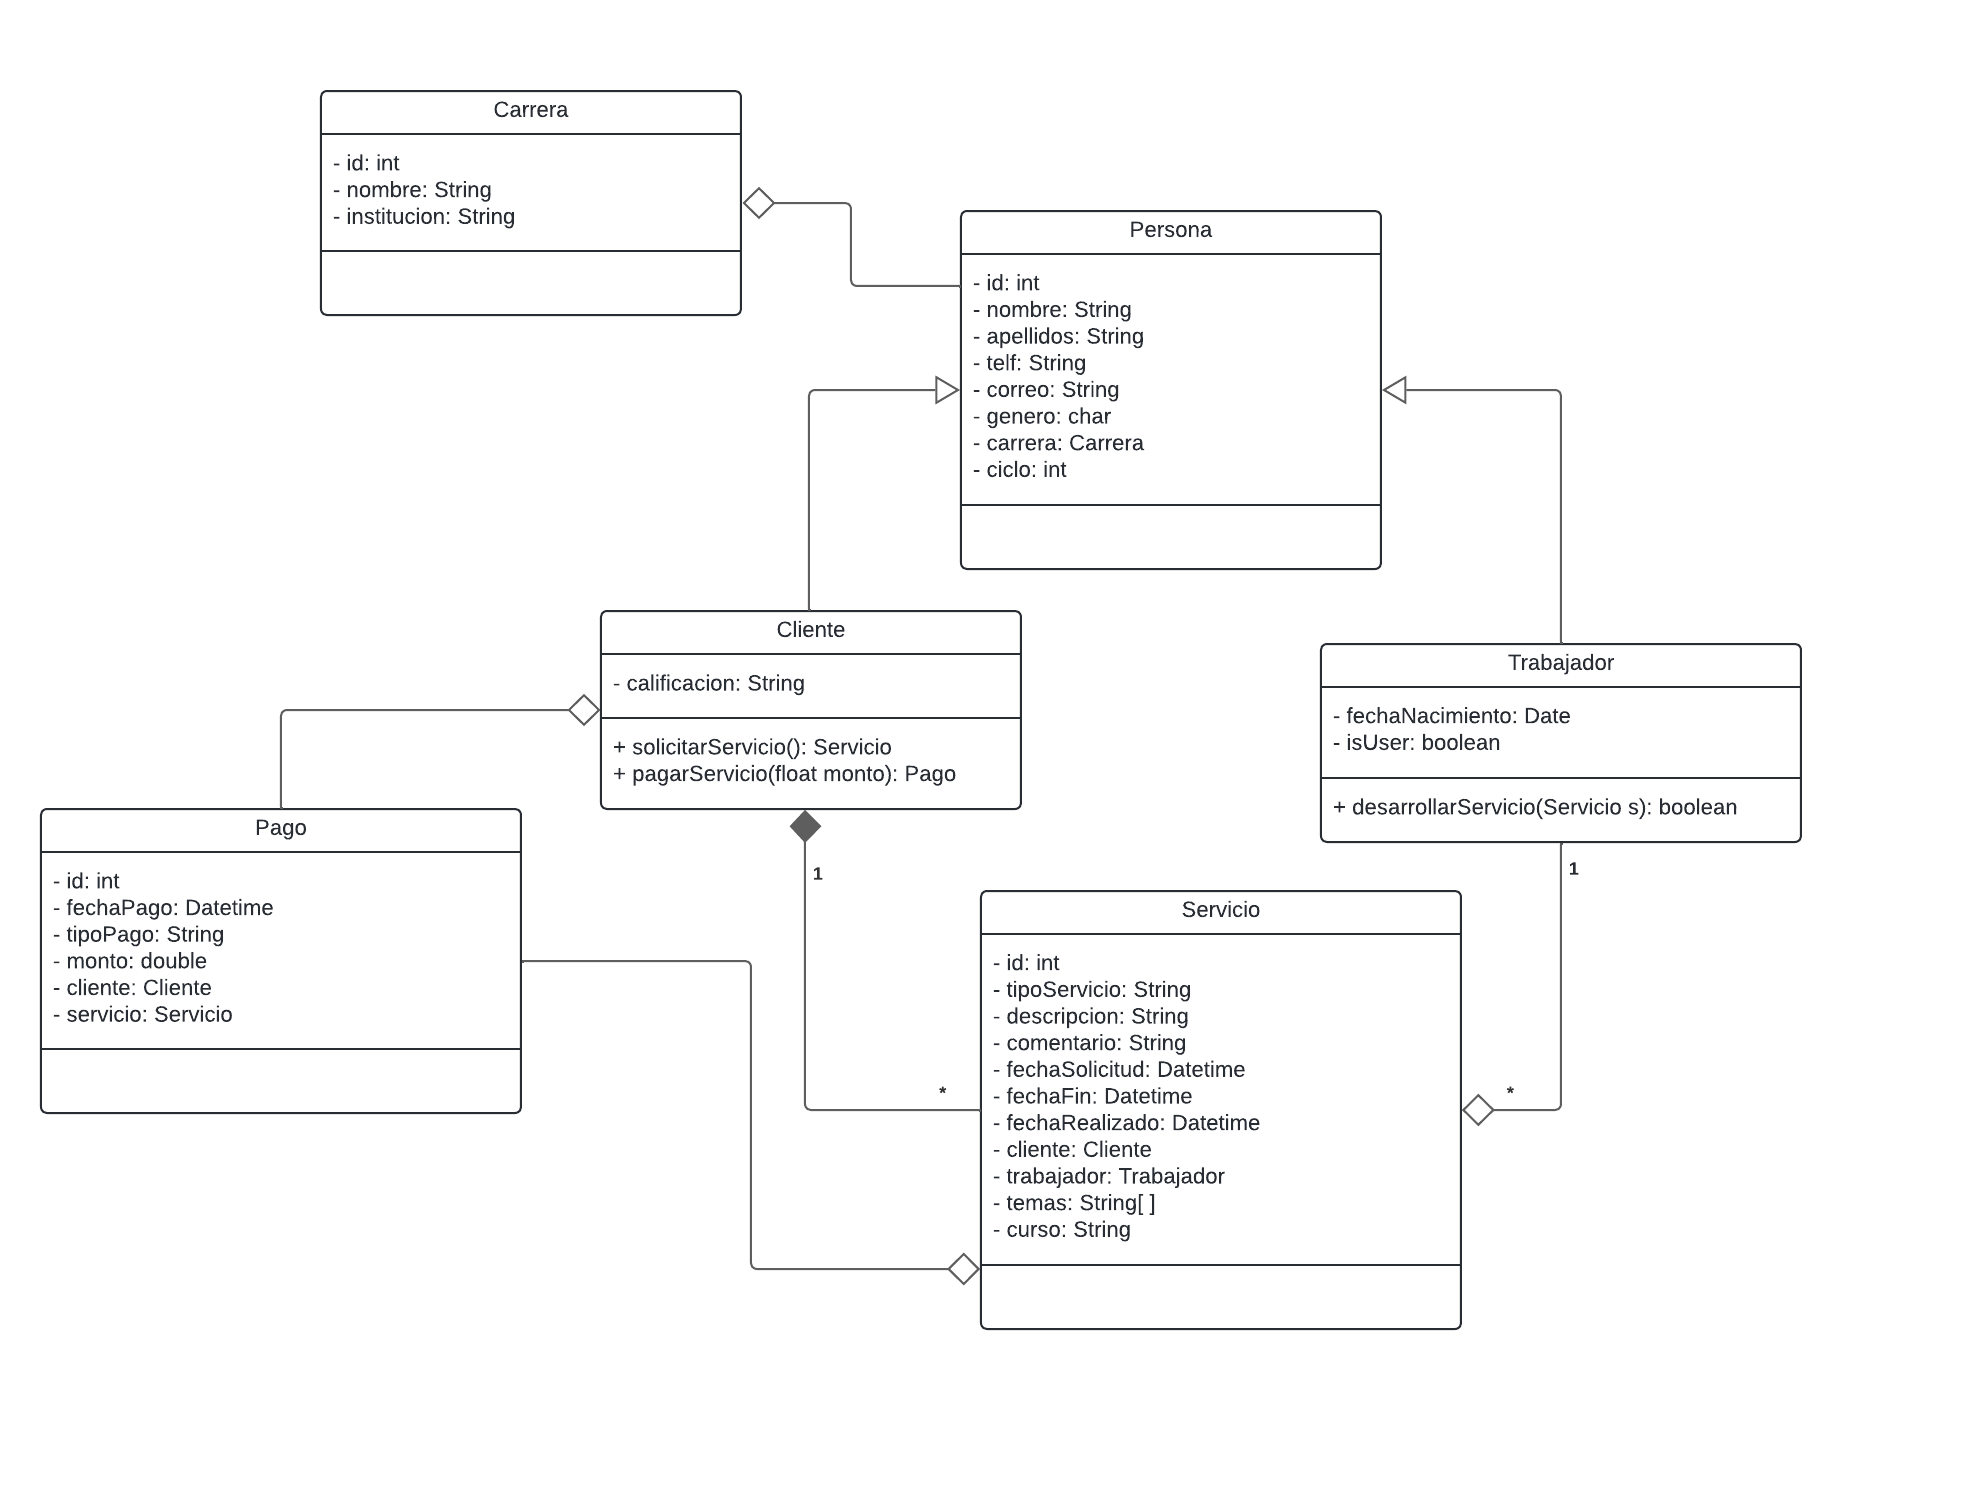 Carrera
- id: int
- nombre: String
- institucion: String
Persona
- id: int
- nombre: String
- apellidos: String
- telf: String
- correo: String
- genero: char
- carrera: Carrera
- ciclo: int
Cliente
- calificacion: String
+ solicitarServicio(): Servicio
+ pagarServicio(float monto): Pago
Trabajador
- fechaNacimiento: Date
- isUser: boolean
+ desarrollarServicio(Servicio s): boolean
Pago
- id: int
- fechaPago: Datetime
- tipoPago: String
- monto: double
- cliente: Cliente
- servicio: Servicio
1
1
Servicio
- id: int
- tipoServicio: String
- descripcion: String
- comentario: String
- fechaSolicitud: Datetime
- fechaFin: Datetime
- fechaRealizado: Datetime
- cliente: Cliente
- trabajador: Trabajador
- temas: String[ ]
- curso: String
*
*